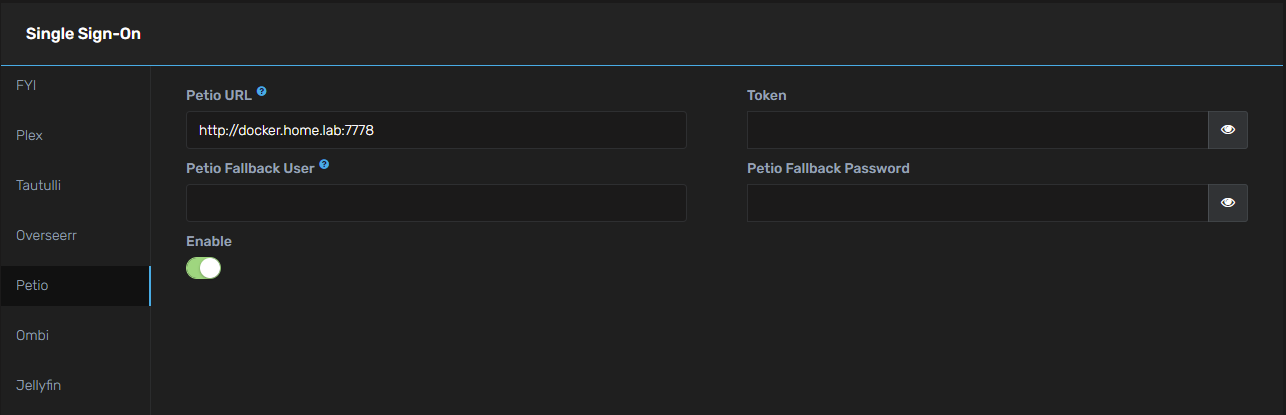 Single Sign-On
FYI
Plex
Tautulli
Overseerr
Petio
Ombi
Jellyfin
Petio URL ?
http://docker.home.lab:7778
Token
Petio Fallback User ?
Petio Fallback Password
Enable